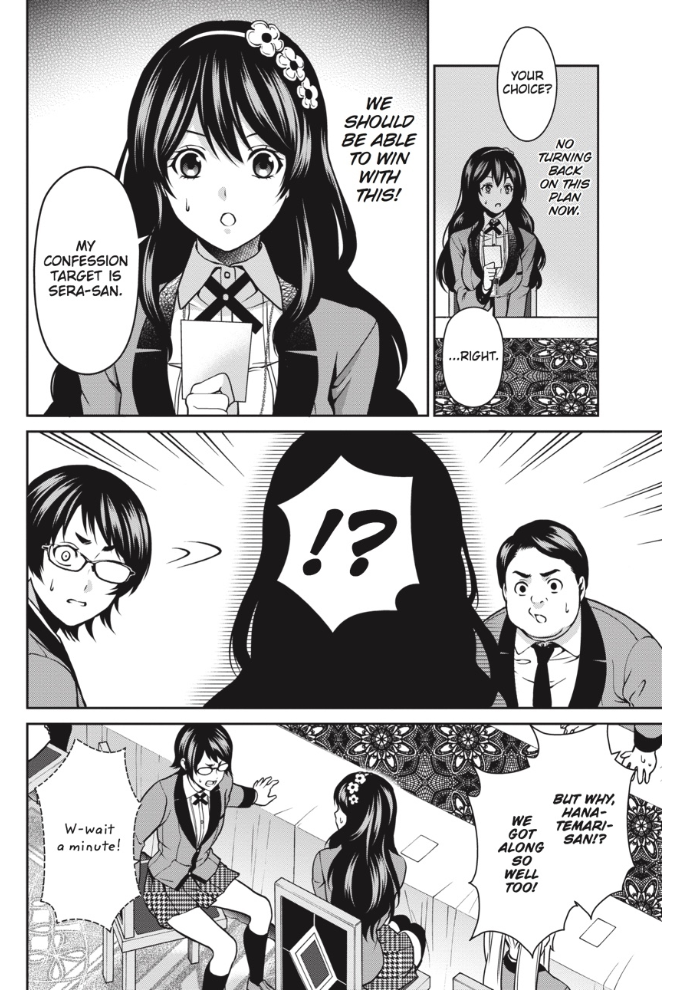 YOUR
CHOICE?
NO
TURNING
BACK
ON THIS
PLAN
NOW.
...RIGHT.
WE
SHOULD
BE ABLE
TO WIN
WITH
THIS!
MY
CONFESSION
TARGET IS
SERA-SAN.
!?
BUT WHY,
HANA-
TEMARI-
SAN!?
WE
GOT
ALONG
SO
WELL
TOO!
W-wait
a minute!